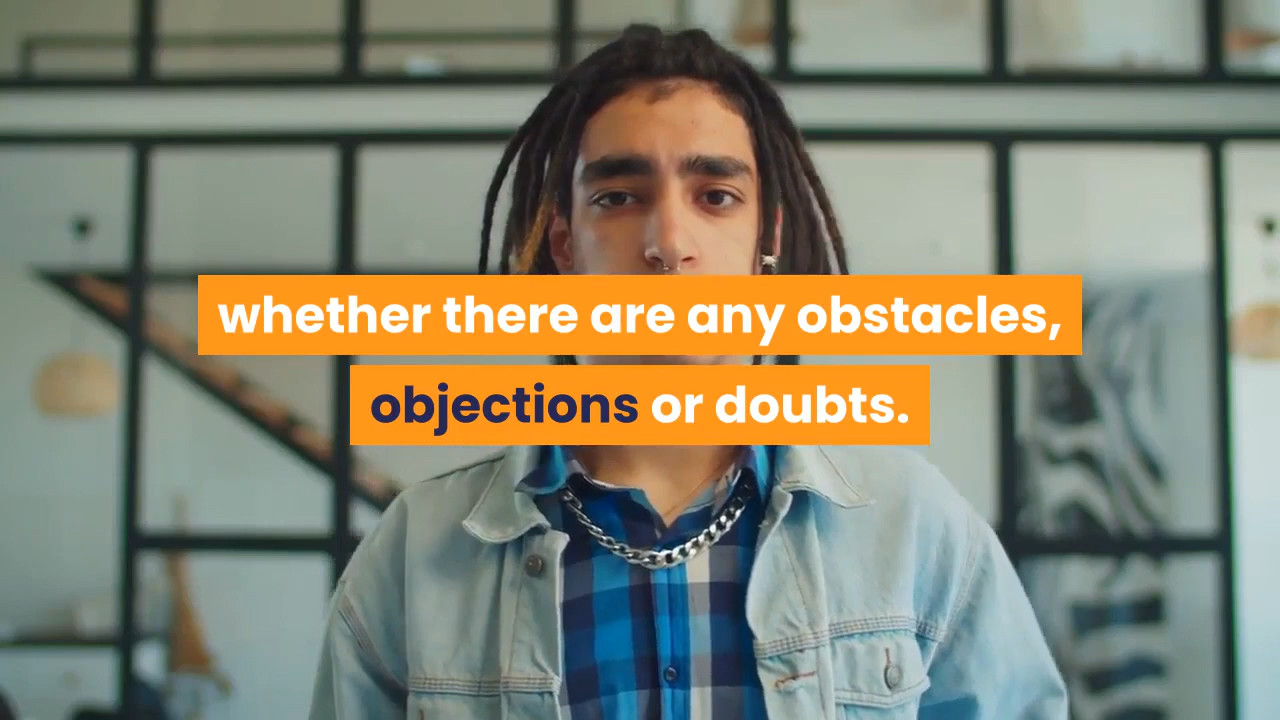 whether there are any obstacles,
objections or doubts.